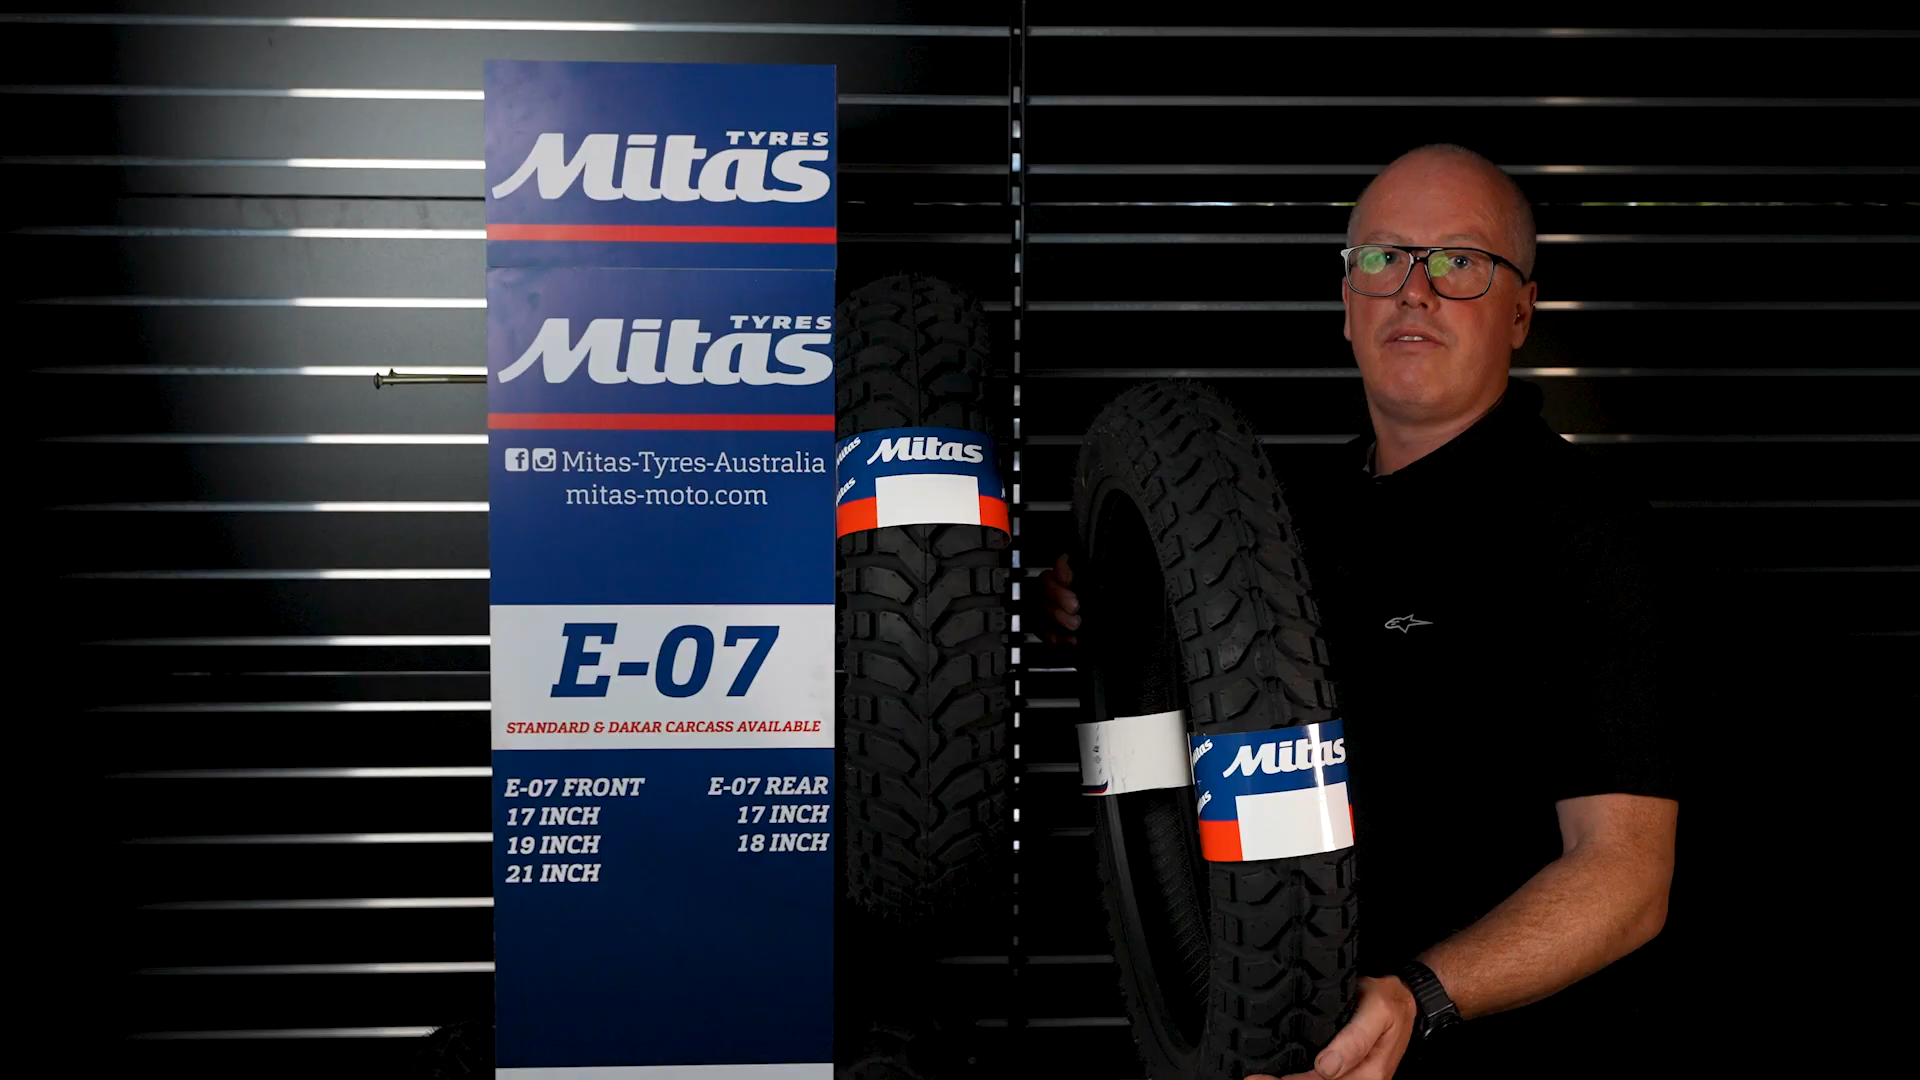 TYRES
Mitas
TYRES
Mitas
Mitas-Tyres-Australia
mitas-moto.com
E-07
STANDARD & DAKAR CARCASS AVAILABLE
E-07 FRONT
17 INCH
19 INCH
21 INCH
E-07 REAR
17 INCH
18 INCH
Mitas
Mitas